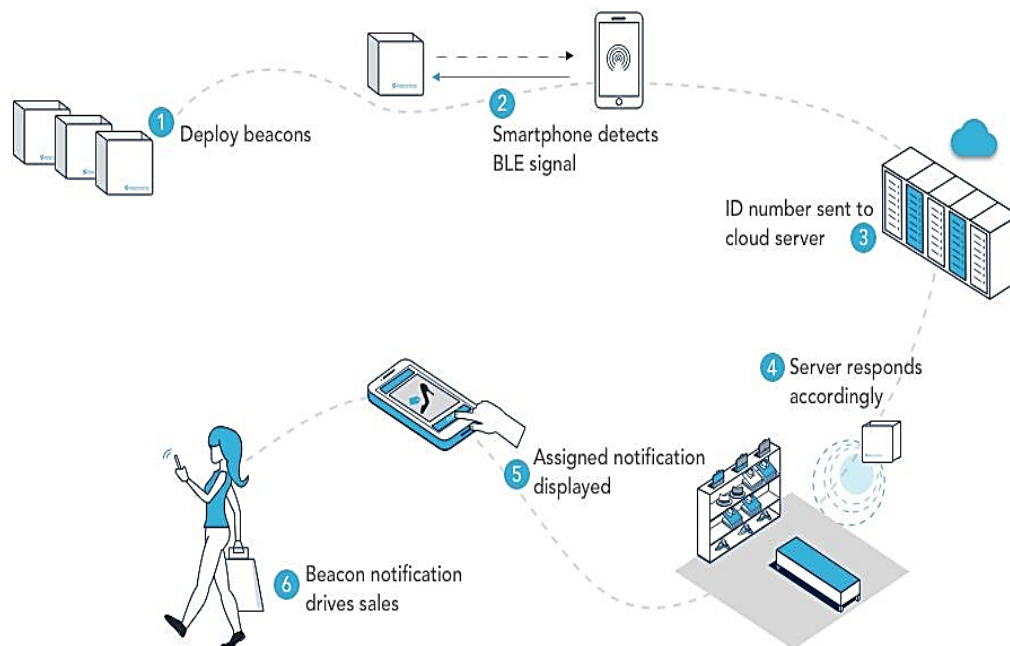 1
Deploy beacons
2
Smartphone detects
BLE signal
ID number sent to
cloud server 3
4 Server responds
accordingly
5 Assigned notification
displayed
6 Beacon notification
drives sales